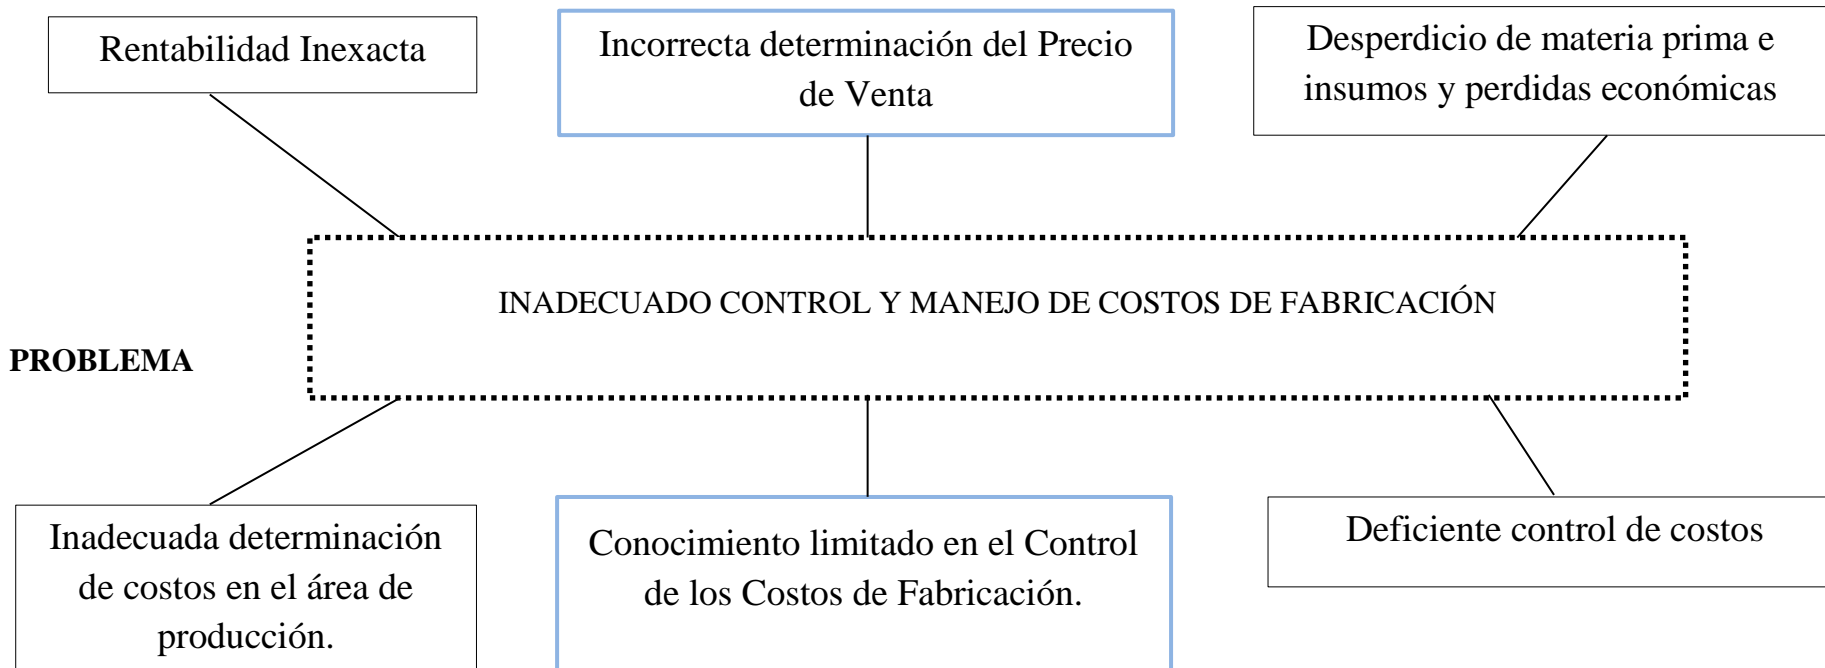 Rentabilidad Inexacta
Incorrecta determinación del Precio
de Venta
Desperdicio de materia prima e
insumos y perdidas económicas
INADECUADO CONTROL Y MANEJO DE COSTOS DE FABRICACIÓN
PROBLEMA
Inadecuada determinación
de costos en el área de
producción.
Conocimiento limitado en el Control
de los Costos de Fabricación.
Deficiente control de costos